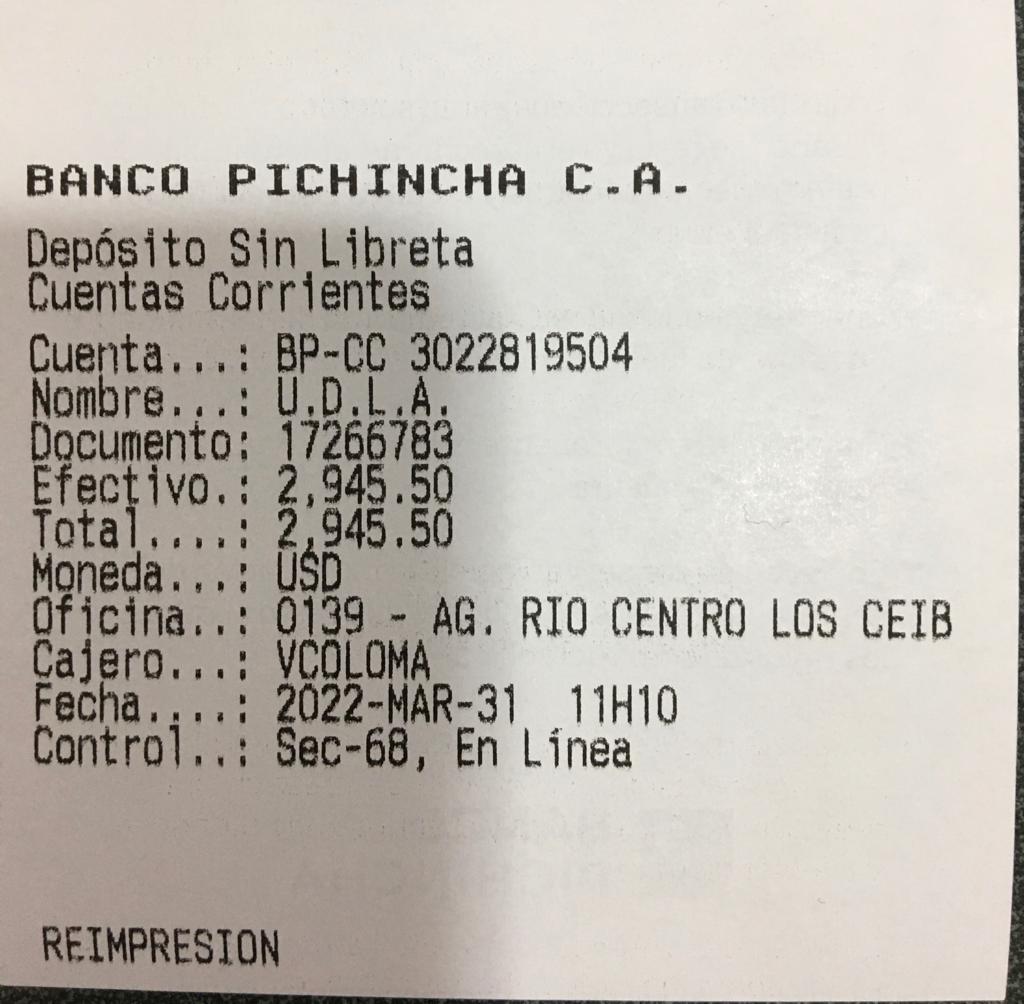 BANCO PICHINCHA C.A.
Depósito Sin Libreta
Cuentas Corrientes
Cuenta...: BP-CC 3022819504
Nombre...: U.D.L.A.
Documento: 17266783
Efectivo.: 2,945.50
Total....: 2,945.50
Moneda...: USD
Oficina..: 0139 - AG. RIO CENTRO LOS CEIB
Cajero...: VCOLOMA
Fecha....: 2022-MAR-31 11H10
Control..: Sec-68, En Línea
REIMPRESION